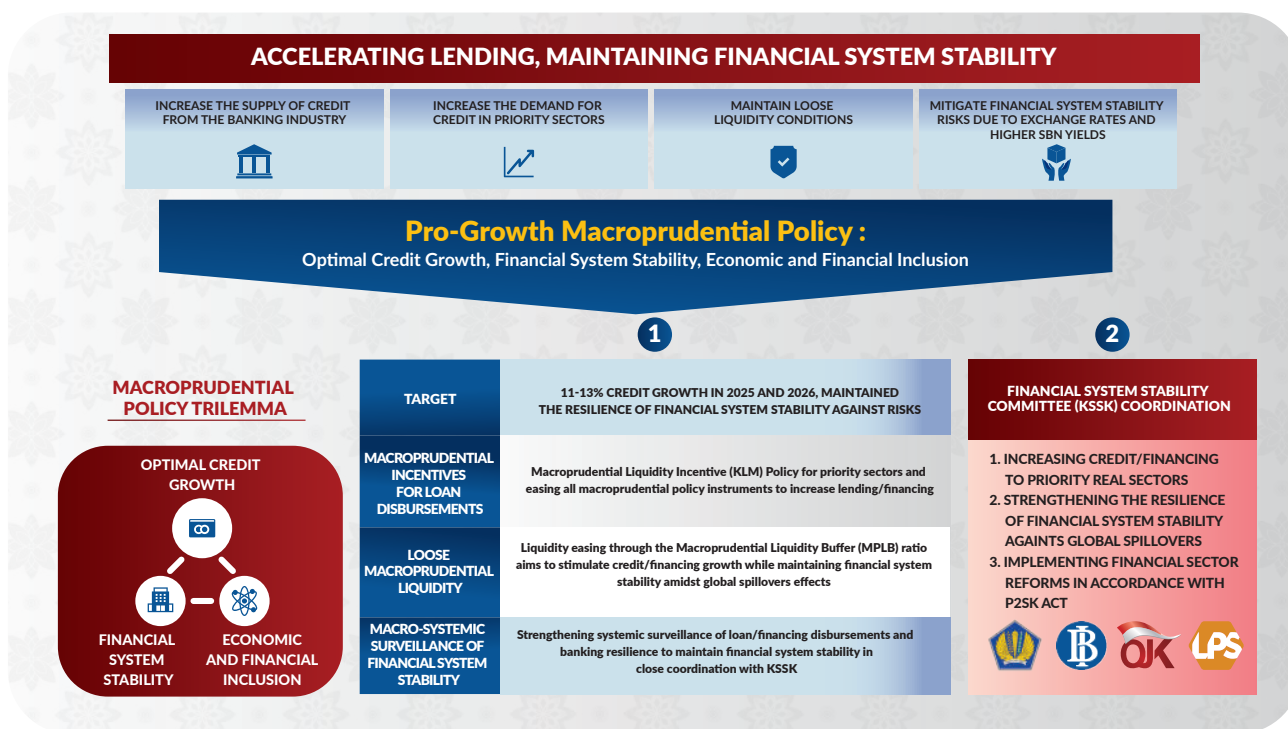 ACCELERATING LENDING, MAINTAINING FINANCIAL SYSTEM STABILITY
INCREASE THE SUPPLY OF CREDIT
FROM THE BANKING INDUSTRY
INCREASE THE DEMAND FOR
CREDIT IN PRIORITY SECTORS
MAINTAIN LOOSE
LIQUIDITY CONDITIONS
MITIGATE FINANCIAL SYSTEM STABILITY
RISKS DUE TO EXCHANGE RATES AND
HIGHER SBN YIELDS
Pro-Growth Macroprudential Policy :
Optimal Credit Growth, Financial System Stability, Economic and Financial Inclusion
MACROPRUDENTIAL
POLICY TRILEMMA
OPTIMAL CREDIT
GROWTH
FINANCIAL
SYSTEM
STABILITY
ECONOMIC
AND FINANCIAL
INCLUSION
1
TARGET
11-13% CREDIT GROWTH IN 2025 AND 2026, MAINTAINED
THE RESILIENCE OF FINANCIAL SYSTEM STABILITY AGAINST RISKS
MACROPRUDENTIAL
INCENTIVES
FOR LOAN
DISBURSEMENTS
Macroprudential Liquidity Incentive (KLM) Policy for priority sectors and
easing all macroprudential policy instruments to increase lending/financing
LOOSE
MACROPRUDENTIAL
LIQUIDITY
Liquidity easing through the Macroprudential Liquidity Buffer (MPLB) ratio
aims to stimulate credit/financing growth while maintaining financial system
stability amidst global spillovers effects
MACRO-SYSTEMIC
SURVEILLANCE OF
FINANCIAL SYSTEM
STABILITY
Strengthening systemic surveillance of loan/financing disbursements and
banking resilience to maintain financial system stability in
close coordination with KSSK
2
FINANCIAL SYSTEM STABILITY
COMMITTEE (KSSK) COORDINATION
1. INCREASING CREDIT/FINANCING
TO PRIORITY REAL SECTORS
2. STRENGTHENING THE RESILIENCE
OF FINANCIAL SYSTEM STABILITY
AGAINTS GLOBAL SPILLOVERS
3. IMPLEMENTING FINANCIAL SECTOR
REFORMS IN ACCORDANCE WITH
P2SK ACT
BI
OJK
LPS